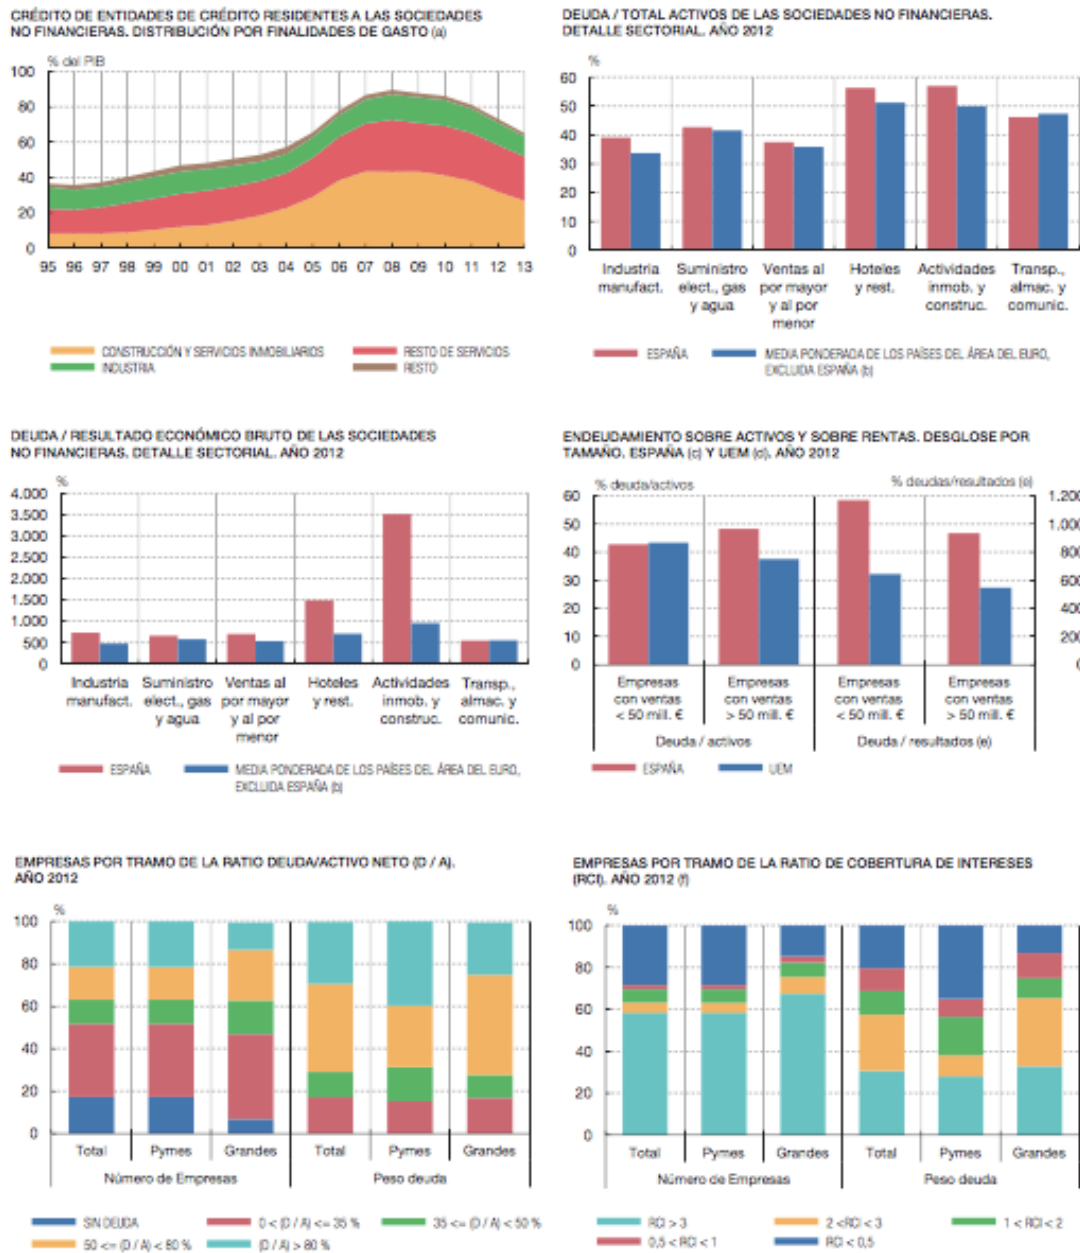 CRÉDITO DE ENTIDADES DE CRÉDITO RESIDENTES A LAS SOCIEDADES
NO FINANCIERAS. DISTRIBUCIÓN POR FINALIDADES DE GASTO (a)
% del PIB
100
80
60
40
20
0
95 96 97 98 99 00 01 02 03 04 05 06 07 08 09 10 11 12 13
CONSTRUCCIÓN Y SERVICIOS INMOBILIARIOS
RESTO DE SERVICIOS
INDUSTRIA
RESTO
DEUDA / TOTAL ACTIVOS DE LAS SOCIEDADES NO FINANCIERAS.
DETALLE SECTORIAL. AÑO 2012
%
60
50
40
30
20
10
0
Industria
manufact.
Suministro
elect., gas
y agua
Ventas al
por mayor
y al por
menor
Hoteles
y rest.
Actividades
inmob. y
construc.
Transp.,
almac. y
comunic.
ESPAÑA
MEDIA PONDERADA DE LOS PAÍSES DEL ÁREA DEL EURO,
EXCLUIDA ESPAÑA (b)
DEUDA / RESULTADO ECONÓMICO BRUTO DE LAS SOCIEDADES
NO FINANCIERAS. DETALLE SECTORIAL. AÑO 2012
%
4.000
3.500
3.000
2.500
2.000
1.500
1.000
500
0
Industria
manufact.
Suministro
elect., gas
y agua
Ventas al
por mayor
y al por
menor
Hoteles
y rest.
Actividades
inmob. y
construc.
Transp.,
almac. y
comunic.
ESPAÑA
MEDIA PONDERADA DE LOS PAÍSES DEL ÁREA DEL EURO,
EXCLUIDA ESPAÑA (b)
ENDEUDAMIENTO SOBRE ACTIVOS Y SOBRE RENTAS. DESGLOSE POR
TAMAÑO. ESPAÑA (c) Y UEM (d). AÑO 2012
% deuda/activos
% deudas/resultados (e)
60
50
40
30
20
10
0
1.200
Empresas
con ventas
< 50 mill. €
Empresas
con ventas
> 50 mill. €
Empresas
con ventas
< 50 mill. €
Empresas
con ventas
> 50 mill. €
Deuda / activos
Deuda / resultados (e)
ESPAÑA
UEM
EMPRESAS POR TRAMO DE LA RATIO DEUDA/ACTIVO NETO (D / A).
AÑO 2012
%
100
80
60
40
20
0
Total
Pymes
Grandes
Total
Pymes
Grandes
Número de Empresas
Peso deuda
SIN DEUDA
0 < (D / A) <= 35 %
35 <= (D / A) < 50 %
50 <= (D / A) < 80 %
(D / A) > 80 %
EMPRESAS POR TRAMO DE LA RATIO DE COBERTURA DE INTERESES
(RCI). AÑO 2012 (f)
%
100
80
60
40
20
0
Total
Pymes
Grandes
Total
Pymes
Grandes
Número de Empresas
Peso deuda
RCI > 3
2 <RCI < 3
1 < RCI < 2
0,5 < RCI < 1
RCI < 0,5